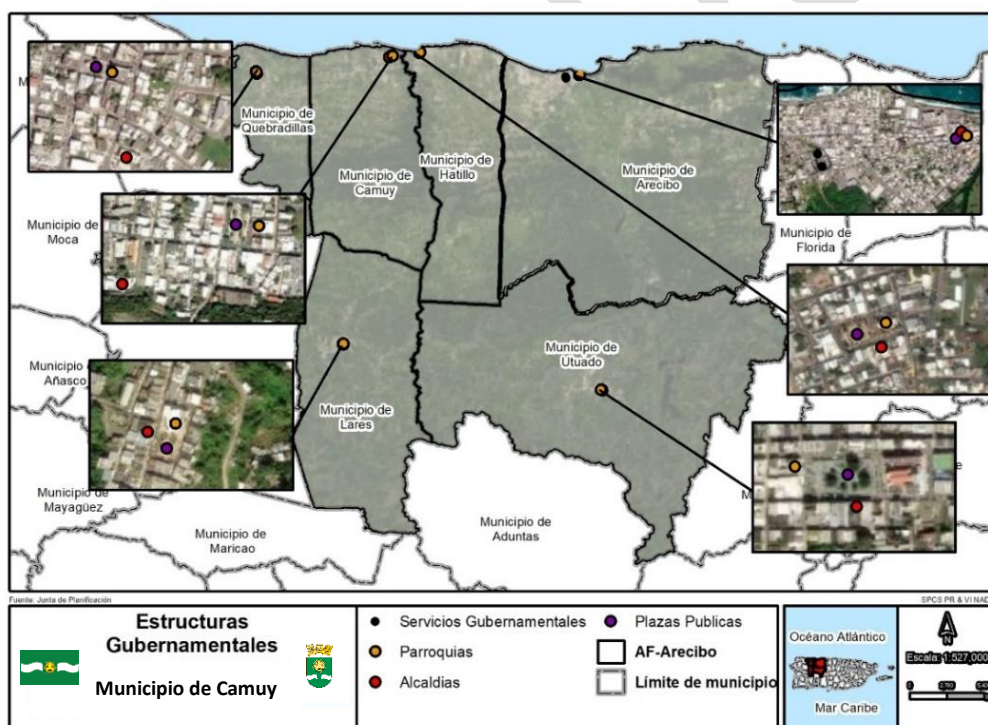 Municipio de
Quebradillas
Municipio de
Camuy
Municipio de
Hatillo
Municipio de
Arecibo
Municipio de
Moca
Municipio de
Florida
Municipio de
Añasco
Municipio de
Lares
Municipio de
Utuado
Municipio de
Mayagüez
Municipio de
Maricao
Municipio de
Aduntas
Fuente: Junta de Planificación
SPCS PR & VI NAD
Estructuras
Gubernamentales
Municipio de Camuy
Servicios Gubernamentales
Parroquias
Alcaldias
Plazas Publicas
AF-Arecibo
Límite de municipio
Océano Atlántico
Mar Caribe
N
Escala: 1:527,000
0